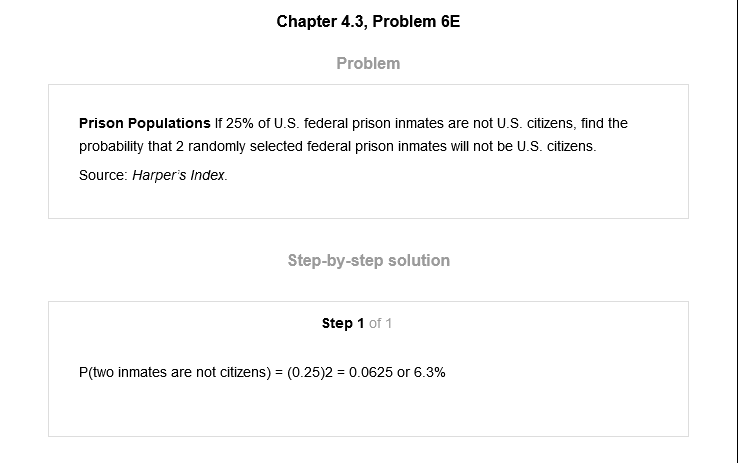 Chapter 4.3, Problem 6E
Problem
Prison Populations If 25% of U.S. federal prison inmates are not U.S. citizens, find the
probability that 2 randomly selected federal prison inmates will not be U.S. citizens.
Source: Harper's Index.
Step-by-step solution
Step 1 of 1
P(two inmates are not citizens) = (0.25)2 = 0.0625 or 6.3%